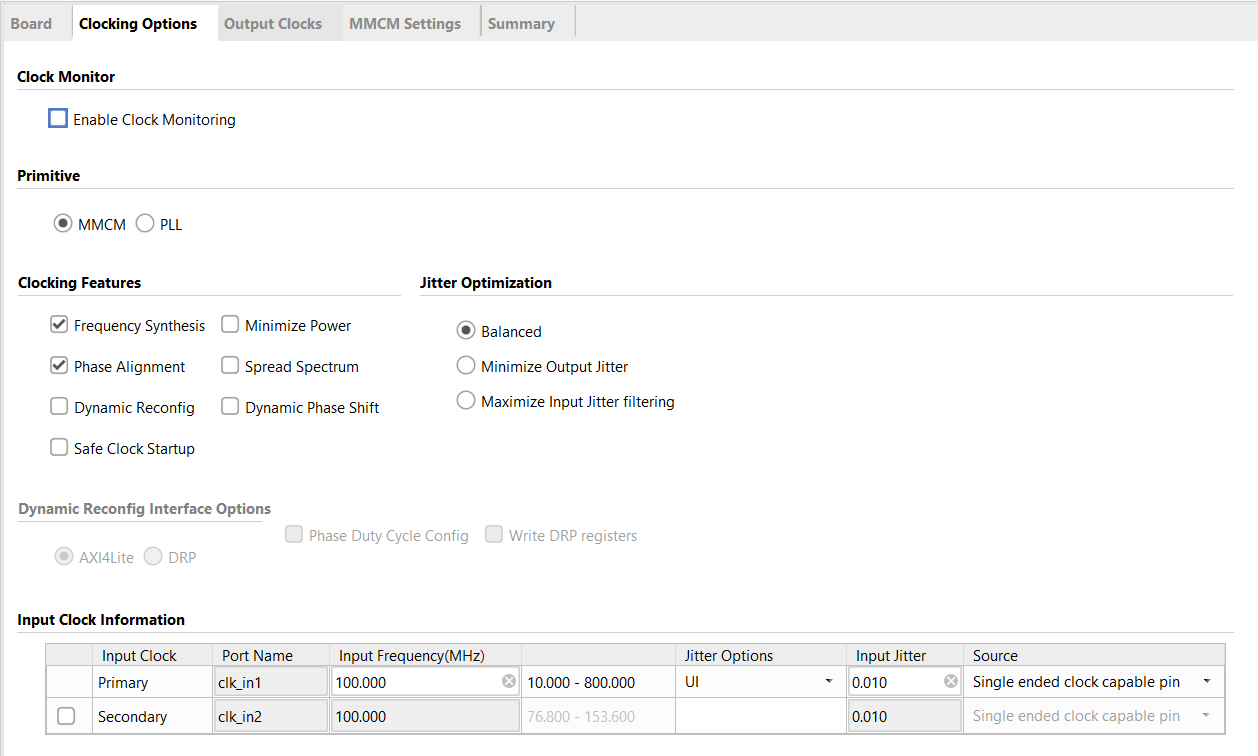 Board Clocking Options Output Clocks MMCM Settings Summary
Clock Monitor
Enable Clock Monitoring
Primitive
MMCM PLL
Clocking Features Jitter Optimization
Frequency Synthesis Minimize Power Balanced
Phase Alignment Spread Spectrum Minimize Output Jitter
Dynamic Reconfig Dynamic Phase Shift Maximize Input Jitter filtering
Safe Clock Startup
Dynamic Reconfig Interface Options
Phase Duty Cycle Config Write DRP registers
AXI4Lite DRP
Input Clock Information
Input Clock Port Name Input Frequency(MHz) Jitter Options Input Jitter Source
Primary clk_in1 100.000 10.000 - 800.000 UI 0.010 Single ended clock capable pin
Secondary clk_in2 100.000 76.800 - 153.600 0.010 Single ended clock capable pin